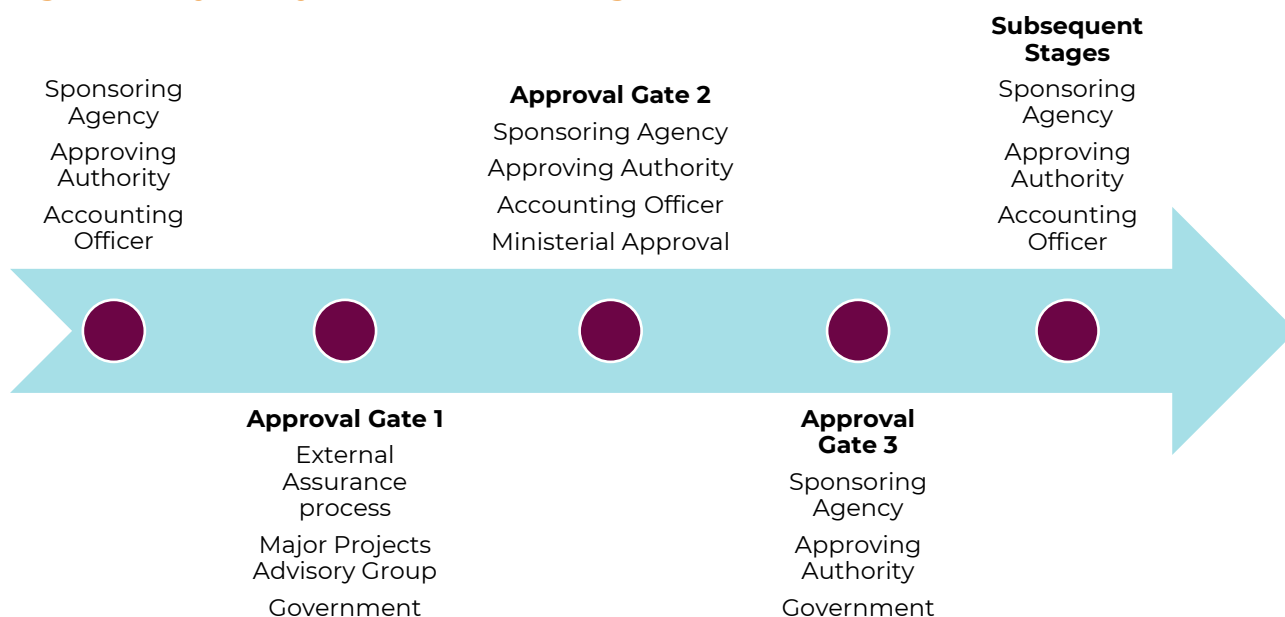 Sponsoring
Agency
Approving
Authority
Accounting
Officer
Approval Gate 1
External
Assurance
process
Major Projects
Advisory Group
Government
Approval Gate 2
Sponsoring Agency
Approving Authority
Accounting Officer
Ministerial Approval
Approval
Gate 3
Sponsoring
Agency
Approving
Authority
Government
Subsequent
Stages
Sponsoring
Agency
Approving
Authority
Accounting
Officer